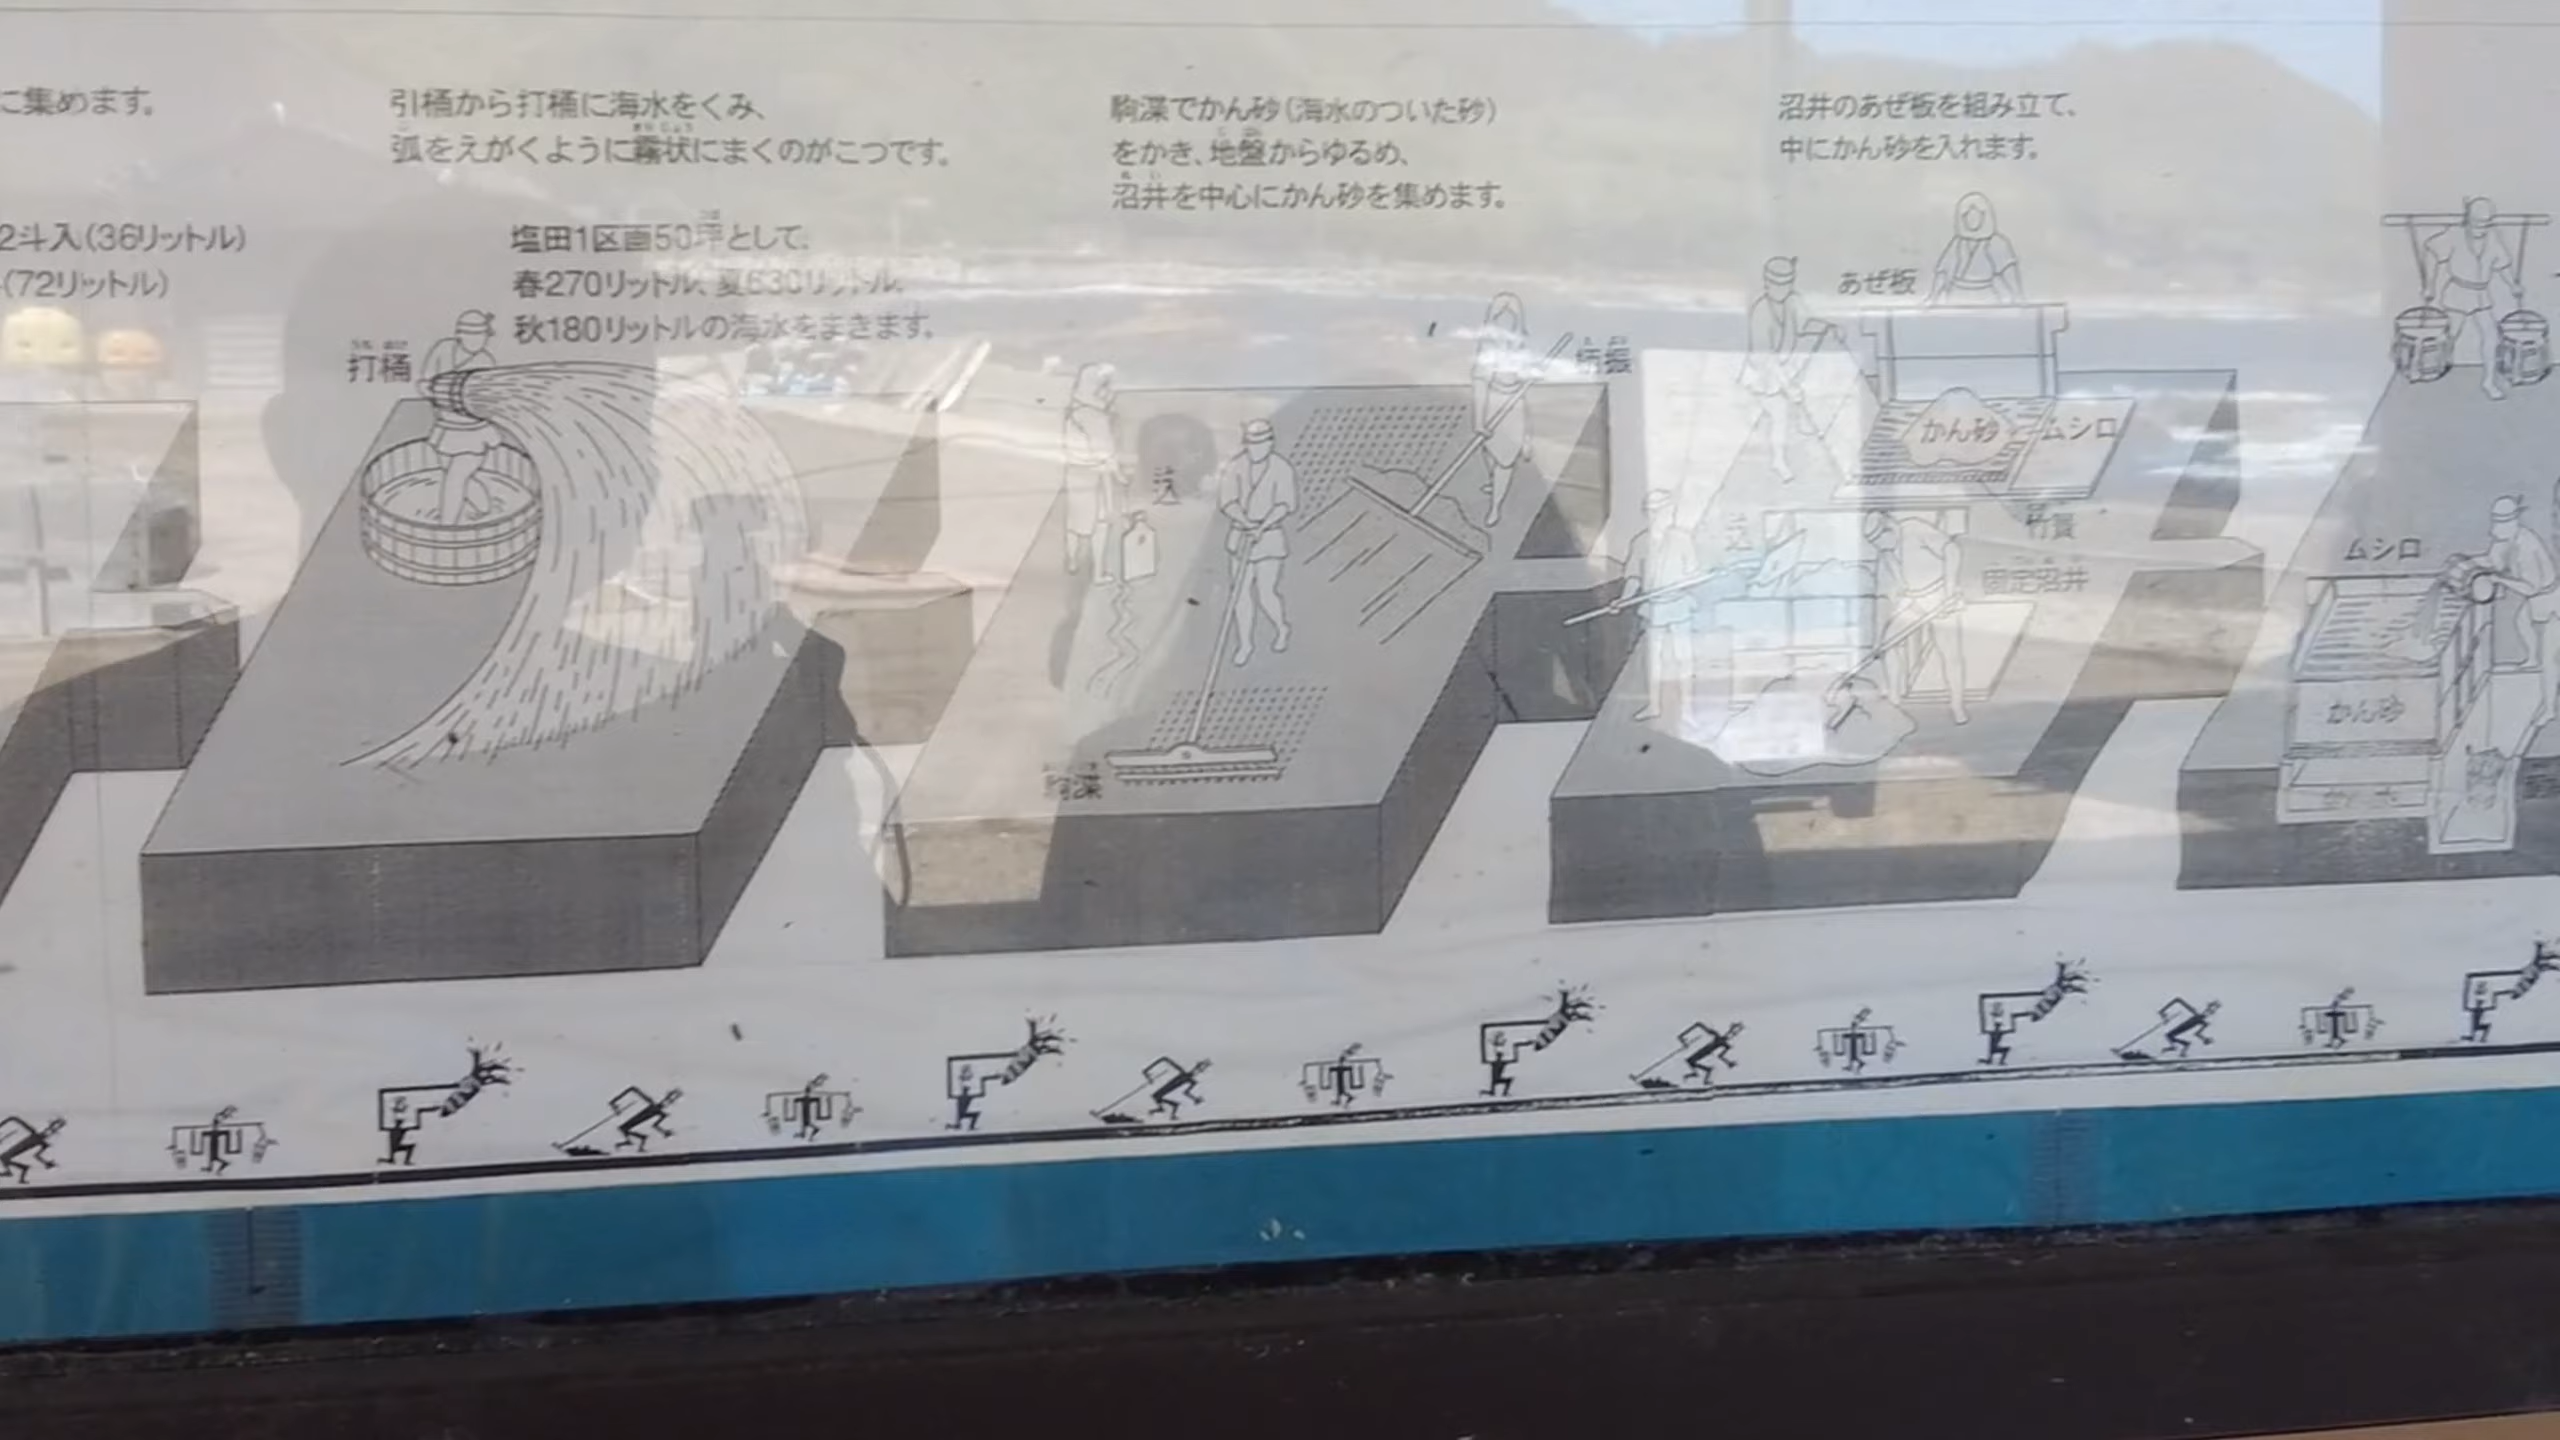 に集めます。
2斗入(36リットル)
(72リットル)
引桶から打桶に海水をくみ、
弧をえがくように霧状にまくのがこつです。
塩田1区画50坪として、
春270リットル、夏630リットル、
秋180リットルの海水をまきます。
打桶
駒渫でかん砂(海水のついた砂)
をかき、地盤からゆるめ、
沼井を中心にかん砂を集めます。
駒渫
沼井のあぜ板を組み立て、
中にかん砂を入れます。
あぜ板
かん砂
ムシロ
竹簀
固定沼井
ムシロ
かん砂